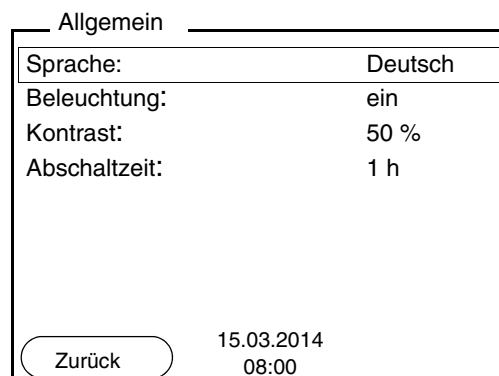 Allgemein
Sprache: Deutsch
Beleuchtung: ein
Kontrast: 50 %
Abschaltzeit: 1 h
15.03.2014
Zurück 08:00